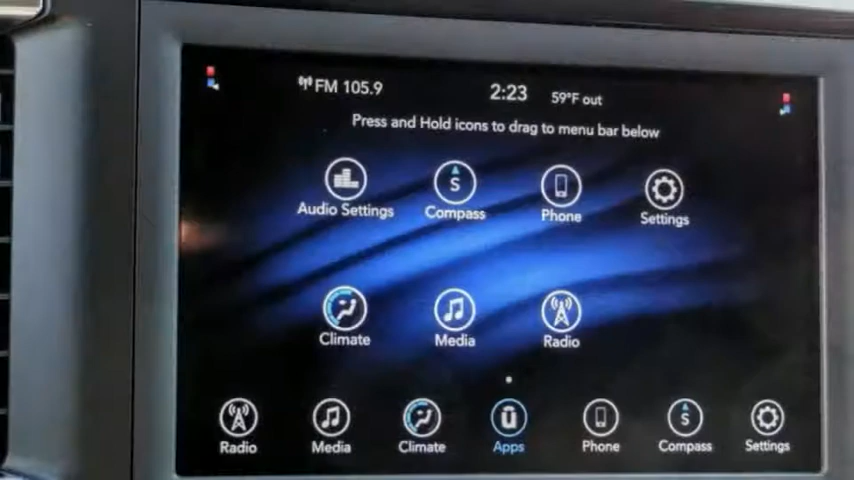 FM 105.9 2:23 59°F out
Press and Hold icons to drag to menu bar below
S
Audio Settings Compass Phone Settings
Climate Media Radio
S
Radio Media Climate Apps Phone Compass Settings